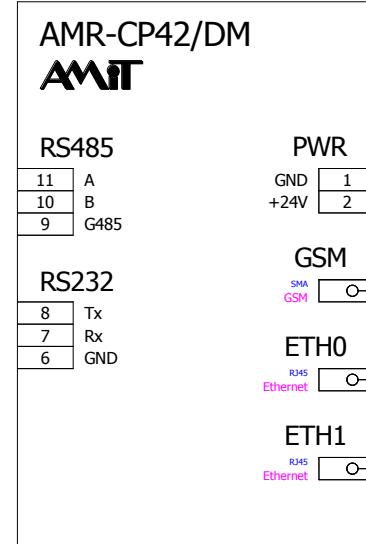 AMR-CP42/DM
AMiT
RS485
11 A
10 B
9 G485
RS232
8 Tx
7 Rx
6 GND
PWR
GND 1
+24V 2
GSM
SMA
GSM
ETH0
RJ45
Ethernet
ETH1
RJ45
Ethernet